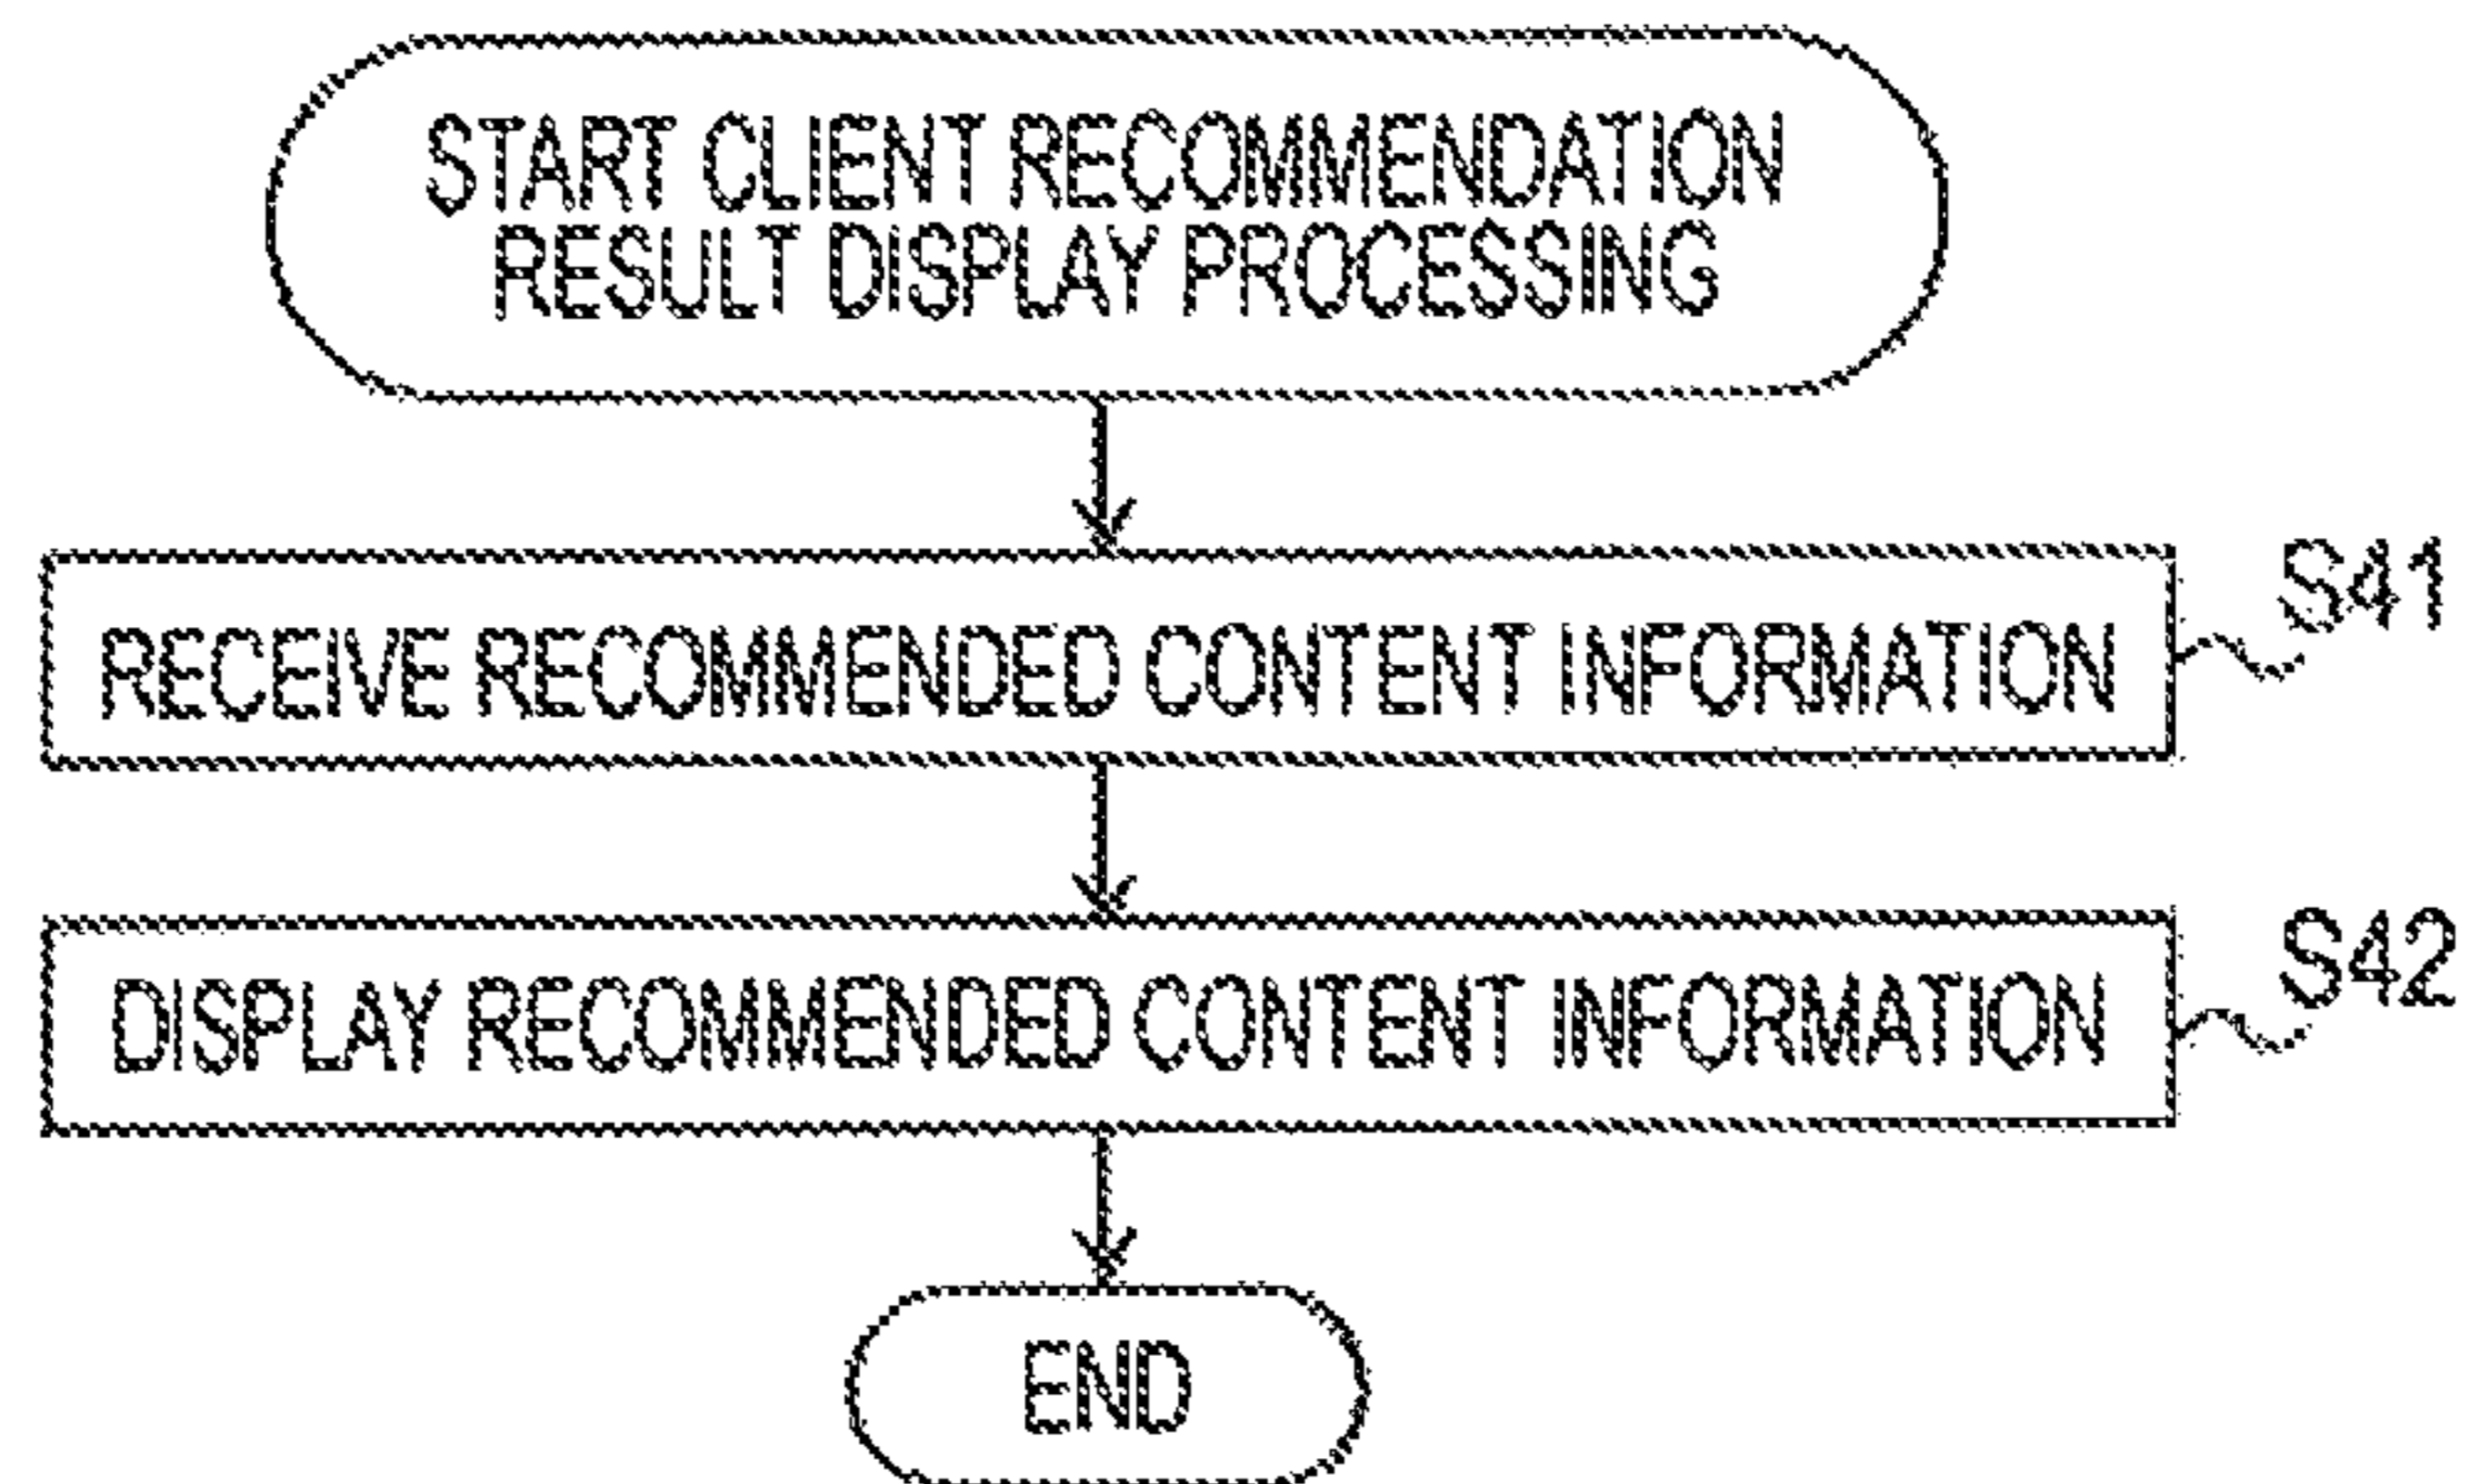 START CLIENT RECOMMENDATION
RESULT DISPLAY PROCESSING
RECEIVE RECOMMENDED CONTENT INFORMATION
S41
DISPLAY RECOMMENDED CONTENT INFORMATION
S42
END